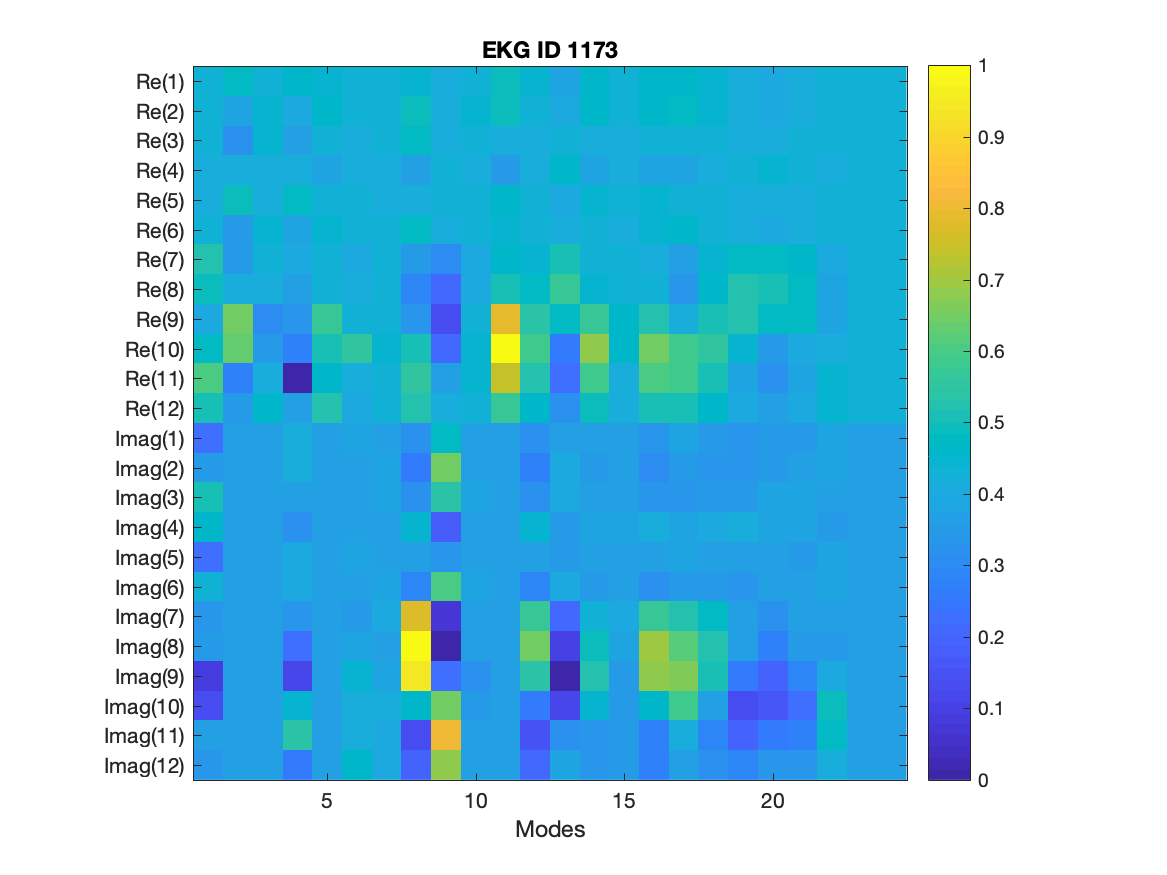 EKG ID 1173
Re(1)
Re(2)
Re(3)
Re(4)
Re(5)
Re(6)
Re(7)
Re(8)
Re(9)
Re(10)
Re(11)
Re(12)
Imag(1)
Imag(2)
Imag(3)
Imag(4)
Imag(5)
Imag(6)
Imag(7)
Imag(8)
Imag(9)
Imag(10)
Imag(11)
Imag(12)
5 10 15 20
Modes
1
0.9
0.8
0.7
0.6
0.5
0.4
0.3
0.2
0.1
0